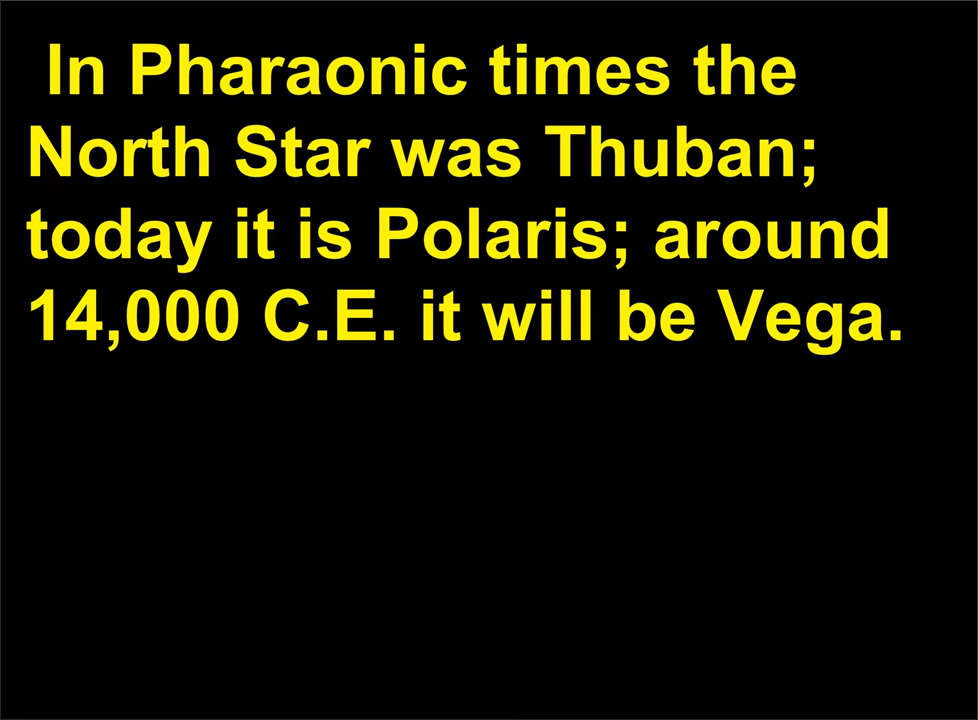 In Pharaonic times the
North Star was Thuban;
today it is Polaris; around
14,000 C.E. it will be Vega.